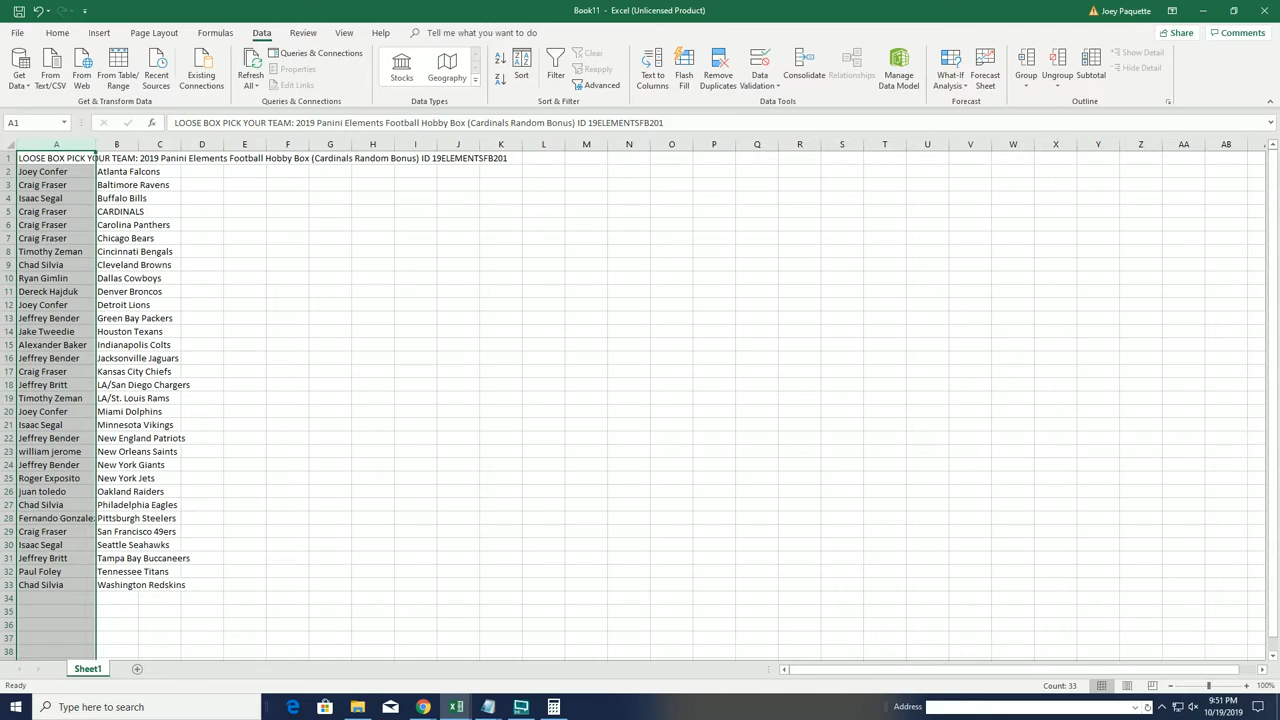 Book11 - Excel (Unlicensed Product)
Joey Paquette
File Home Insert Page Layout Formulas Data Review View Help Tell me what you want to do
Share Comments
Get Data From Text/CSV From Web From Table/Range Recent Sources Existing Connections
Get & Transform Data
Refresh All Queries & Connections Properties Edit Links
Queries & Connections
Stocks Geography
Data Types
Sort Filter Clear Reapply Advanced
Sort & Filter
Text to Columns Flash Fill Remove Duplicates Data Validation Consolidate Relationships Manage Data Model
Data Tools
What-If Analysis Forecast Sheet
Forecast
Group Ungroup Subtotal Show Detail Hide Detail
Outline
A1 fx LOOSE BOX PICK YOUR TEAM: 2019 Panini Elements Football Hobby Box (Cardinals Random Bonus) ID 19ELEMENTSFB201
A B C D E F G H I J K L M N O P Q R S T U V W X Y Z AA AB
1 LOOSE BOX PICK YOUR TEAM: 2019 Panini Elements Football Hobby Box (Cardinals Random Bonus) ID 19ELEMENTSFB201
2 Joey Confer Atlanta Falcons
3 Craig Fraser Baltimore Ravens
4 Isaac Segal Buffalo Bills
5 Craig Fraser CARDINALS
6 Craig Fraser Carolina Panthers
7 Craig Fraser Chicago Bears
8 Timothy Zeman Cincinnati Bengals
9 Chad Silvia Cleveland Browns
10 Ryan Gimlin Dallas Cowboys
11 Dereck Hajduk Denver Broncos
12 Joey Confer Detroit Lions
13 Jeffrey Bender Green Bay Packers
14 Jake Tweedie Houston Texans
15 Alexander Baker Indianapolis Colts
16 Jeffrey Bender Jacksonville Jaguars
17 Craig Fraser Kansas City Chiefs
18 Jeffrey Britt LA/San Diego Chargers
19 Timothy Zeman LA/St. Louis Rams
20 Joey Confer Miami Dolphins
21 Isaac Segal Minnesota Vikings
22 Jeffrey Bender New England Patriots
23 william jerome New Orleans Saints
24 Jeffrey Bender New York Giants
25 Roger Exposito New York Jets
26 juan toledo Oakland Raiders
27 Chad Silvia Philadelphia Eagles
28 Fernando Gonzale Pittsburgh Steelers
29 Craig Fraser San Francisco 49ers
30 Isaac Segal Seattle Seahawks
31 Jeffrey Britt Tampa Bay Buccaneers
32 Paul Foley Tennessee Titans
33 Chad Silvia Washington Redskins
34
35
36
37
38
Sheet1
Ready Count: 33 100%
Type here to search
Address
9:51 PM
10/19/2019